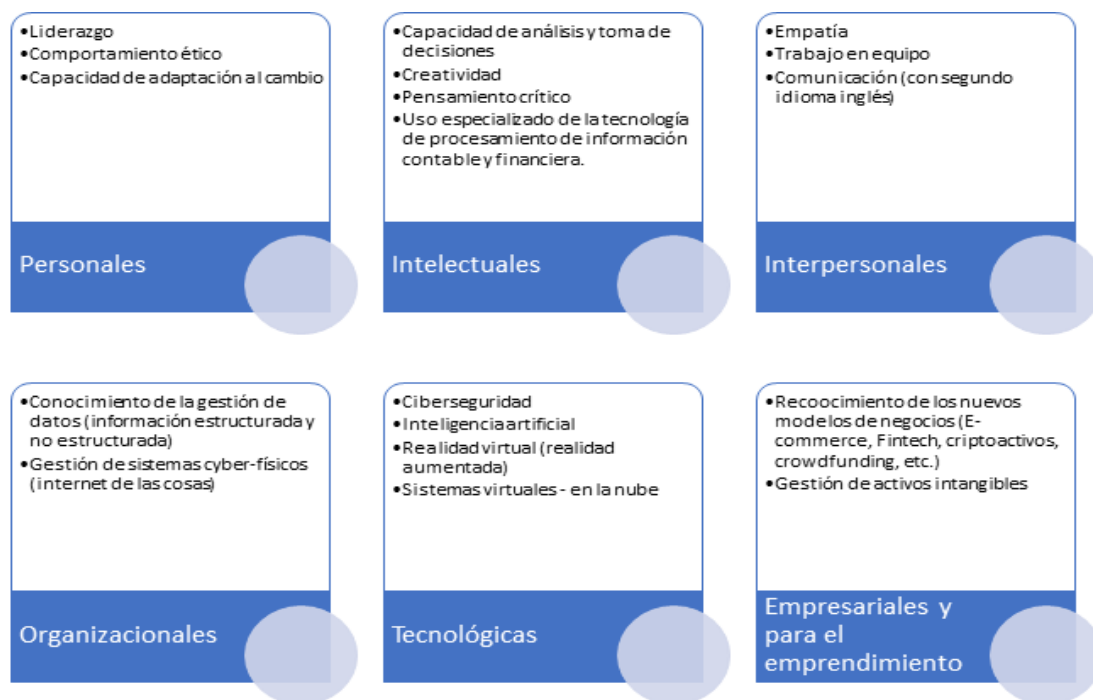 •Liderazgo
•Comportamiento ético
•Capacidad de adaptación al cambio
Personales
•Capacidad de análisis y toma de
decisiones
•Creatividad
•Pensamiento crítico
•Uso especializado de la tecnología
de procesamiento de información
contable y financiera.
Intelectuales
•Empatía
•Trabajo en equipo
•Comunicación (con segundo
idioma inglés)
Interpersonales
•Conocimiento de la gestión de
datos (información estructurada y
no estructurada)
•Gestión de sistemas cyber-físicos
(internet de las cosas)
Organizacionales
•Ciberseguridad
•Inteligencia artificial
•Realidad virtual (realidad
aumentada)
•Sistemas virtuales - en la nube
Tecnológicas
•Recoocimiento de los nuevos
modelos de negocios (E-
commerce, Fintech, criptoactivos,
crowdfunding, etc.)
•Gestión de activos intangibles
Empresariales y
para el
emprendimiento